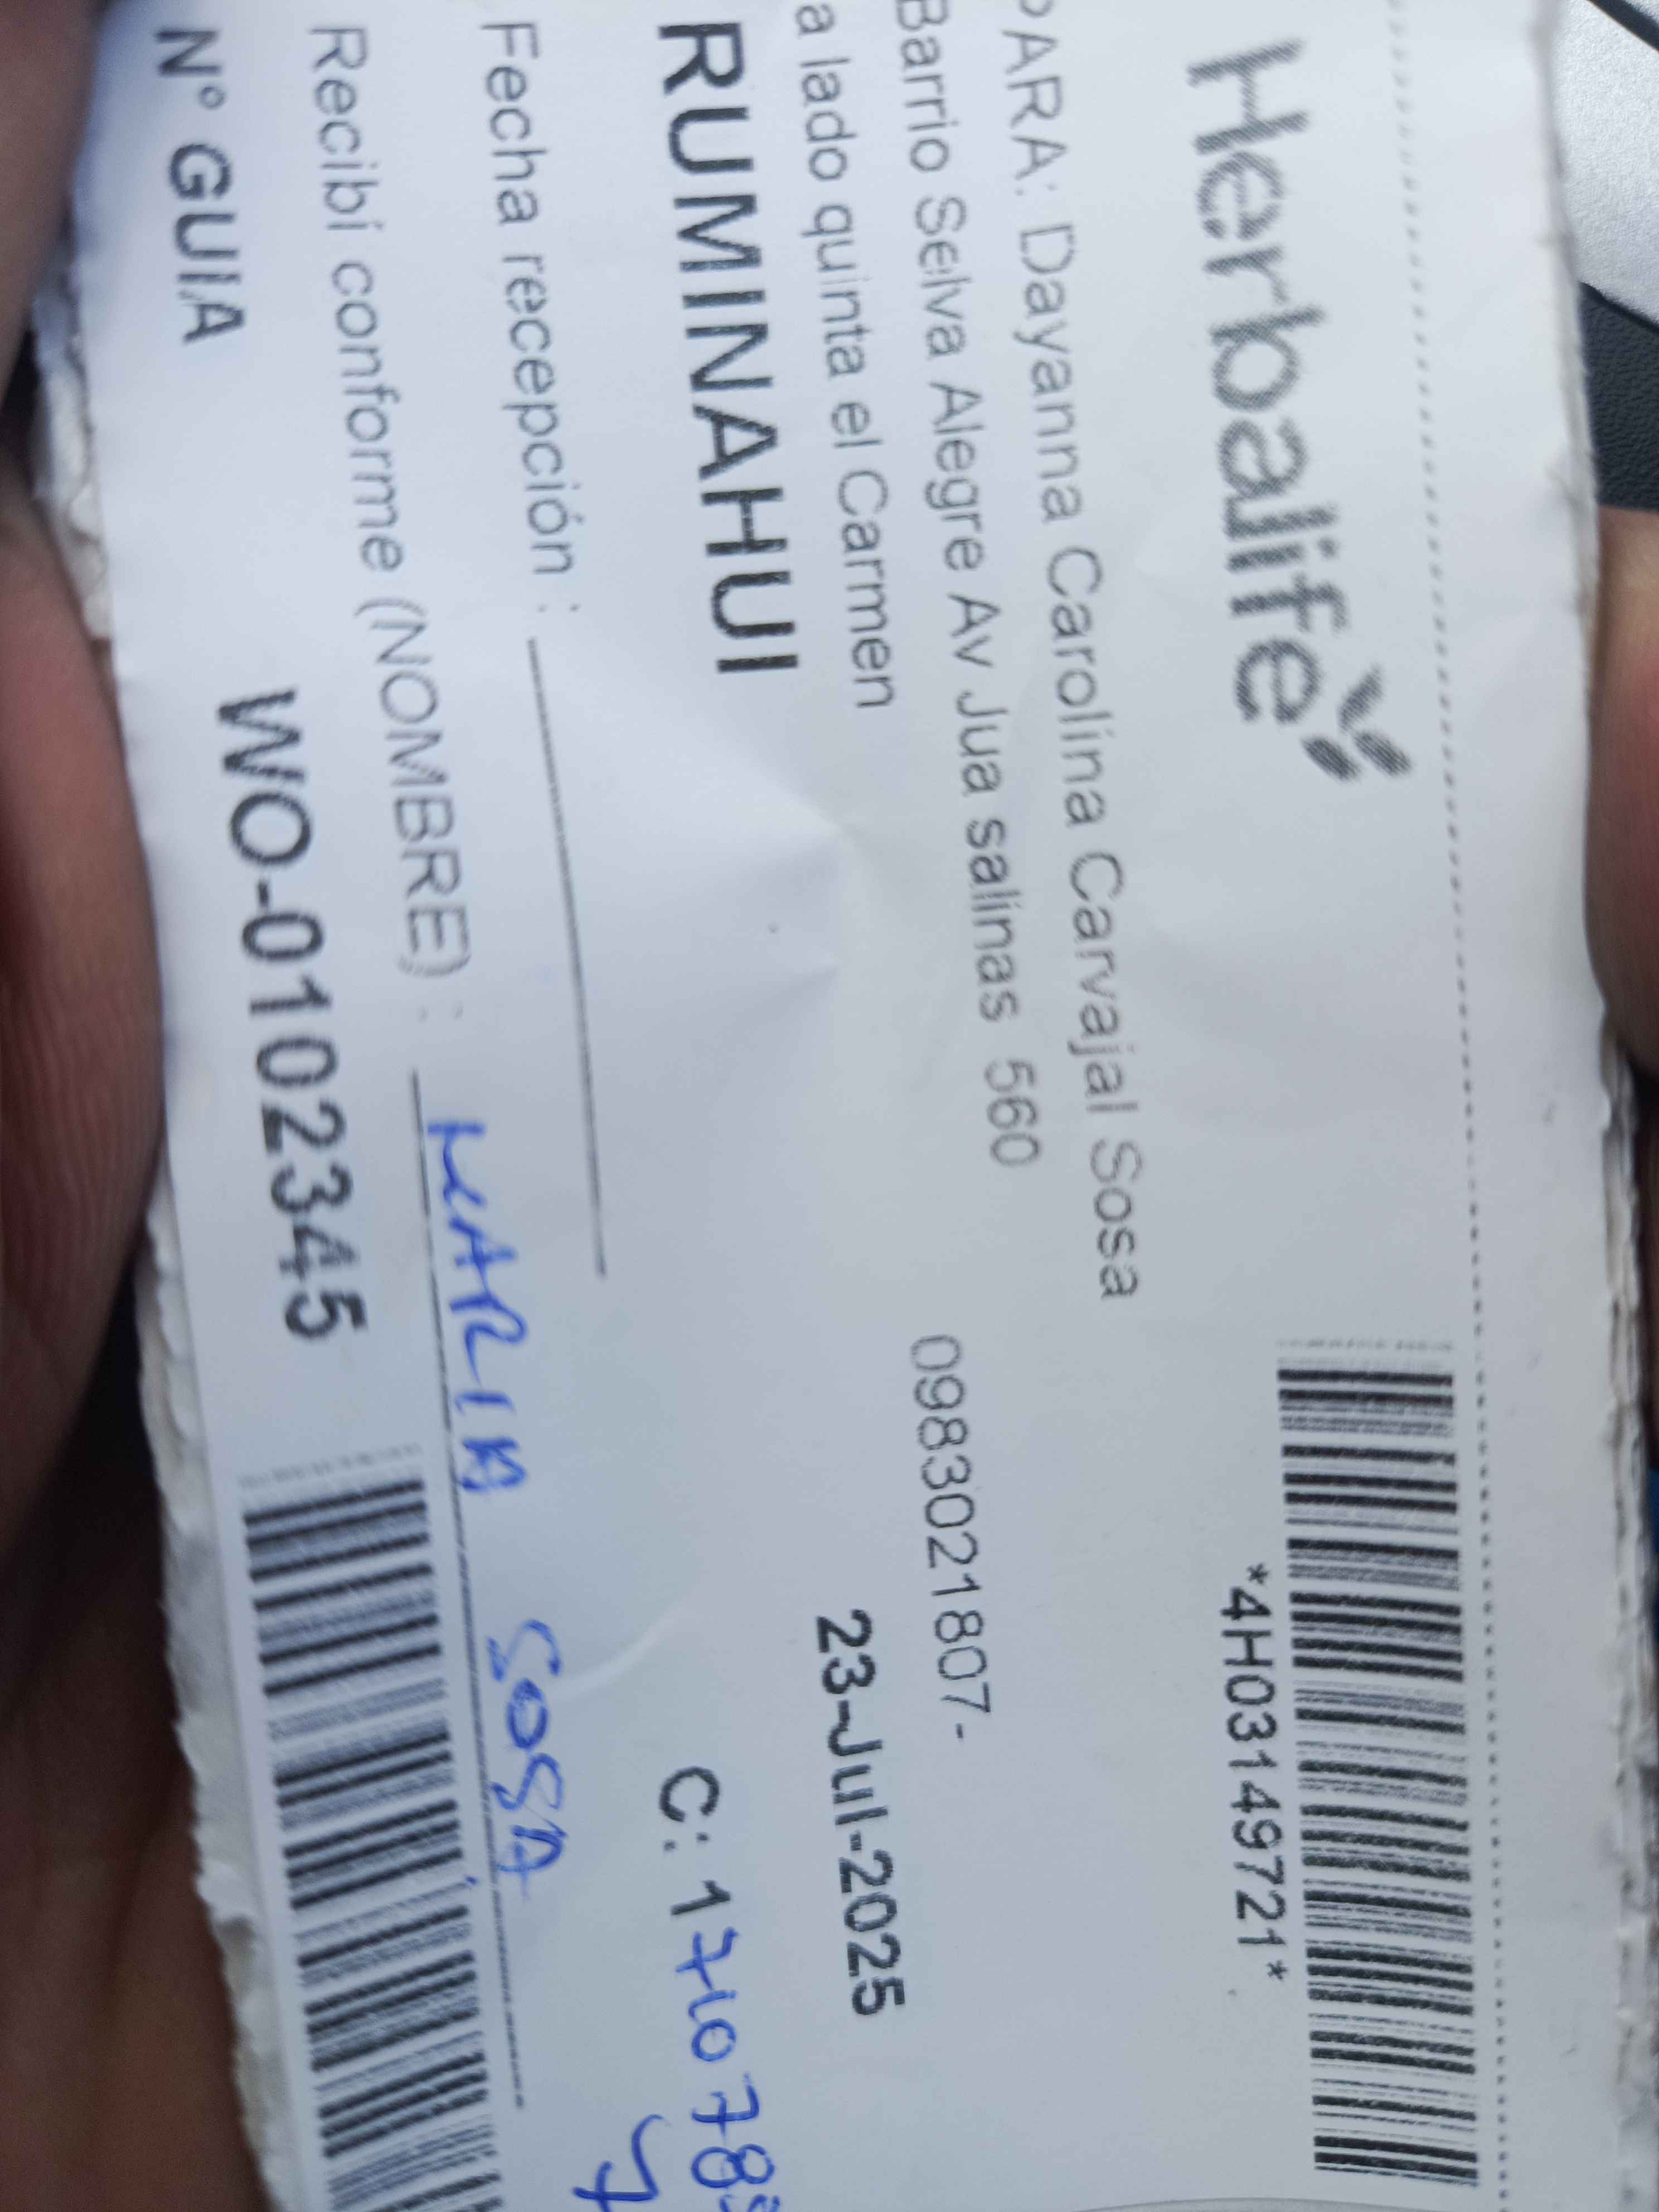 Herbalife
*4H03149721*
PARA: Dayanna Carolina Carvajal Sosa
Barrio Selva Alegre Av Jua salinas 560 0983021807-
a lado quinta el Carmen 23-Jul-2025
RUMINAHUI
C: 1710783
Fecha recepción :
Recibí conforme (NOMBRE) : MARIA SOSA
N° GUIA WO-0102345